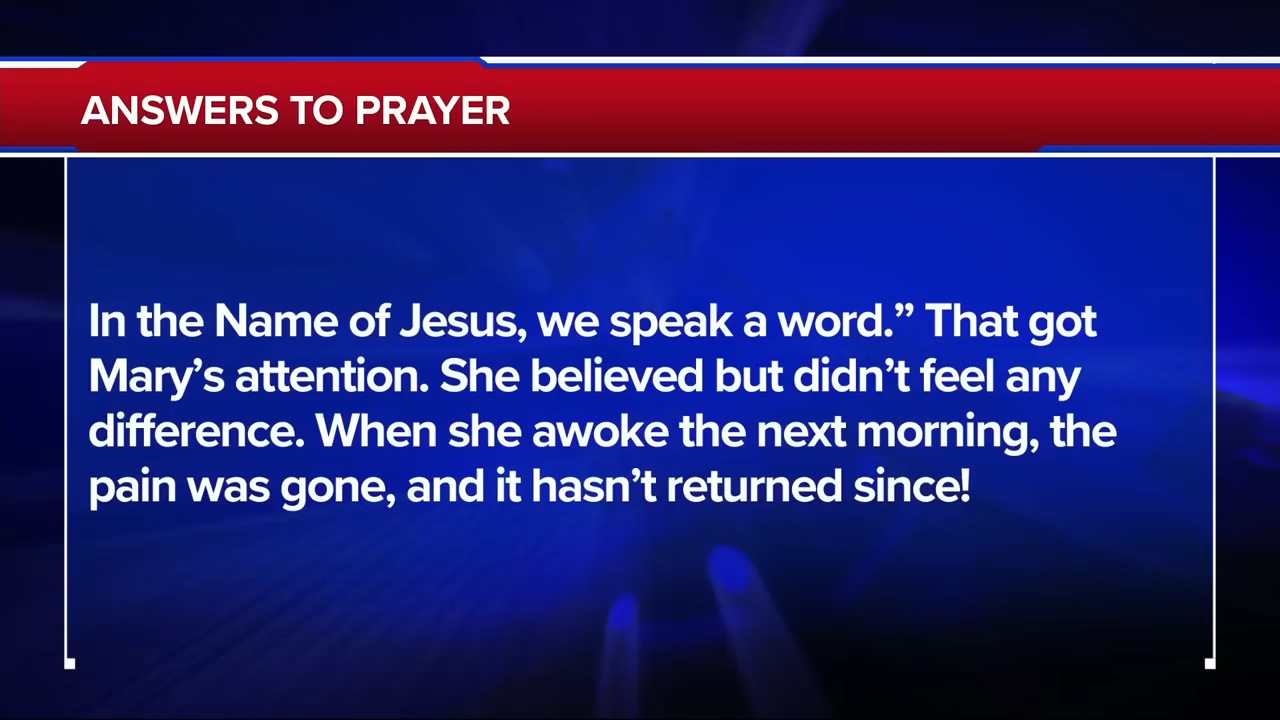 ANSWERS TO PRAYER
In the Name of Jesus, we speak a word.” That got
Mary’s attention. She believed but didn’t feel any
difference. When she awoke the next morning, the
pain was gone, and it hasn’t returned since!